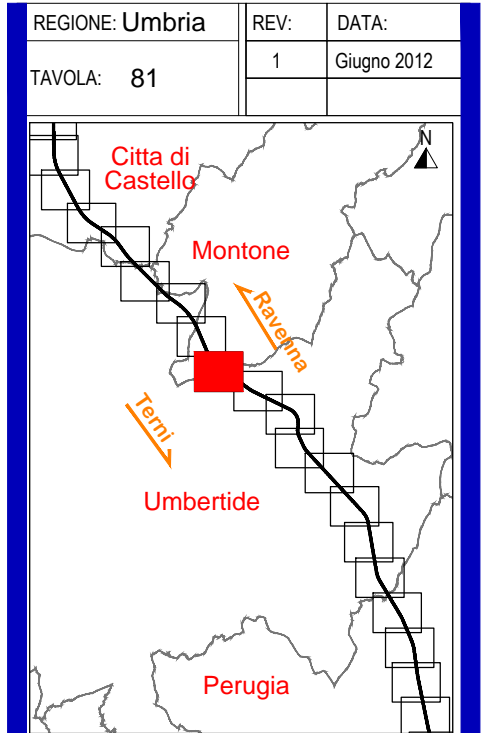 REGIONE: Umbria
REV:
DATA:
TAVOLA: 81
1
Giugno 2012
N
Citta di
Castello
Montone
Ravenna
Terni
Umbertide
Perugia